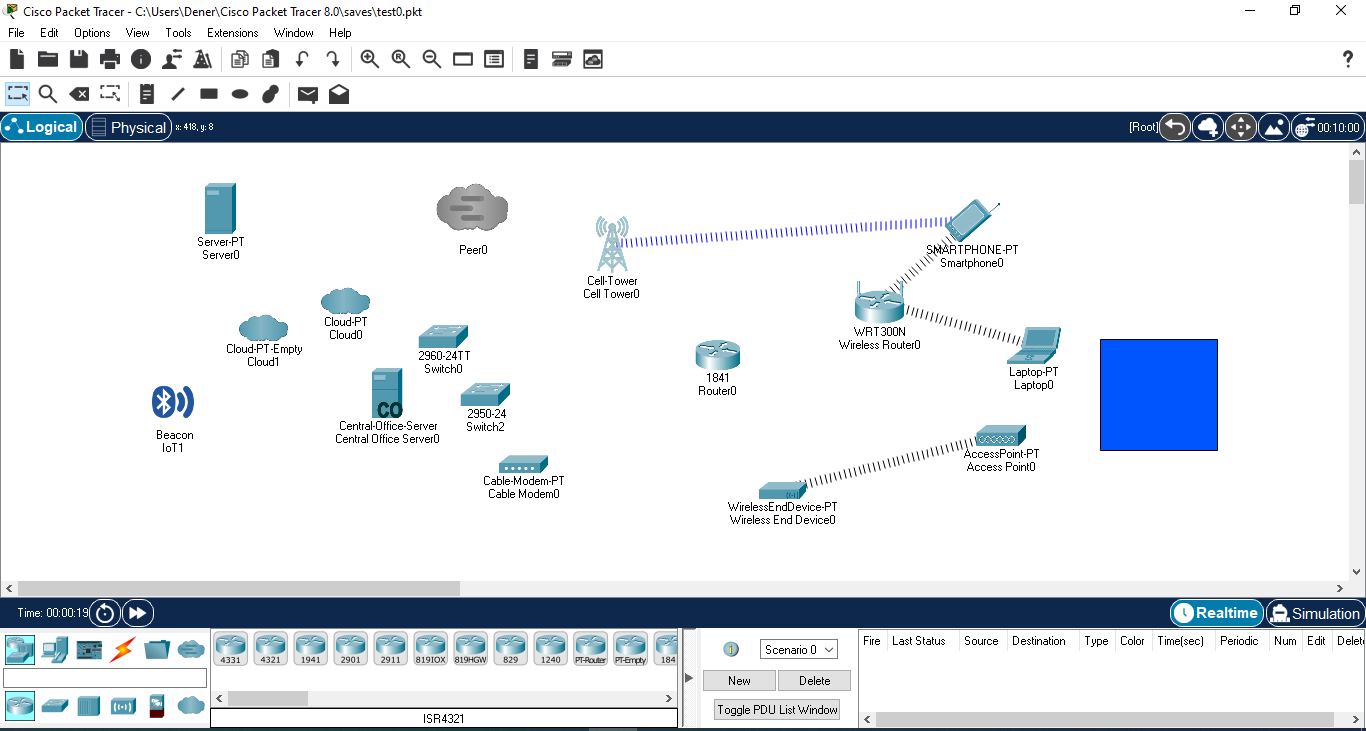 Cisco Packet Tracer - C:\Users\Dener\Cisco Packet Tracer 8.0\saves\test0.pkt
File Edit Options View Tools Extensions Window Help
?
Logical Physical x: 418, y: 8 [Root] 00:10:00
Server-PT
Server0
Peer0
Cell-Tower
Cell Tower0
SMARTPHONE-PT
Smartphone0
Cloud-PT
Cloud0
Cloud-PT-Empty
Cloud1
2960-24TT
Switch0
WRT300N
Wireless Router0
1841
Router0
Laptop-PT
Laptop0
CO
Central-Office-Server
Central Office Server0
2950-24
Switch2
Beacon
IoT1
AccessPoint-PT
Access Point0
Cable-Modem-PT
Cable Modem0
WirelessEndDevice-PT
Wireless End Device0
Time: 00:00:19 Realtime Simulation
4331 4321 1941 2901 2911 819IOX 819HGW 829 1240 PT-Router PT-Empty 184
ISR4321
1 Scenario 0
New Delete
Toggle PDU List Window
Fire Last Status Source Destination Type Color Time(sec) Periodic Num Edit Delet